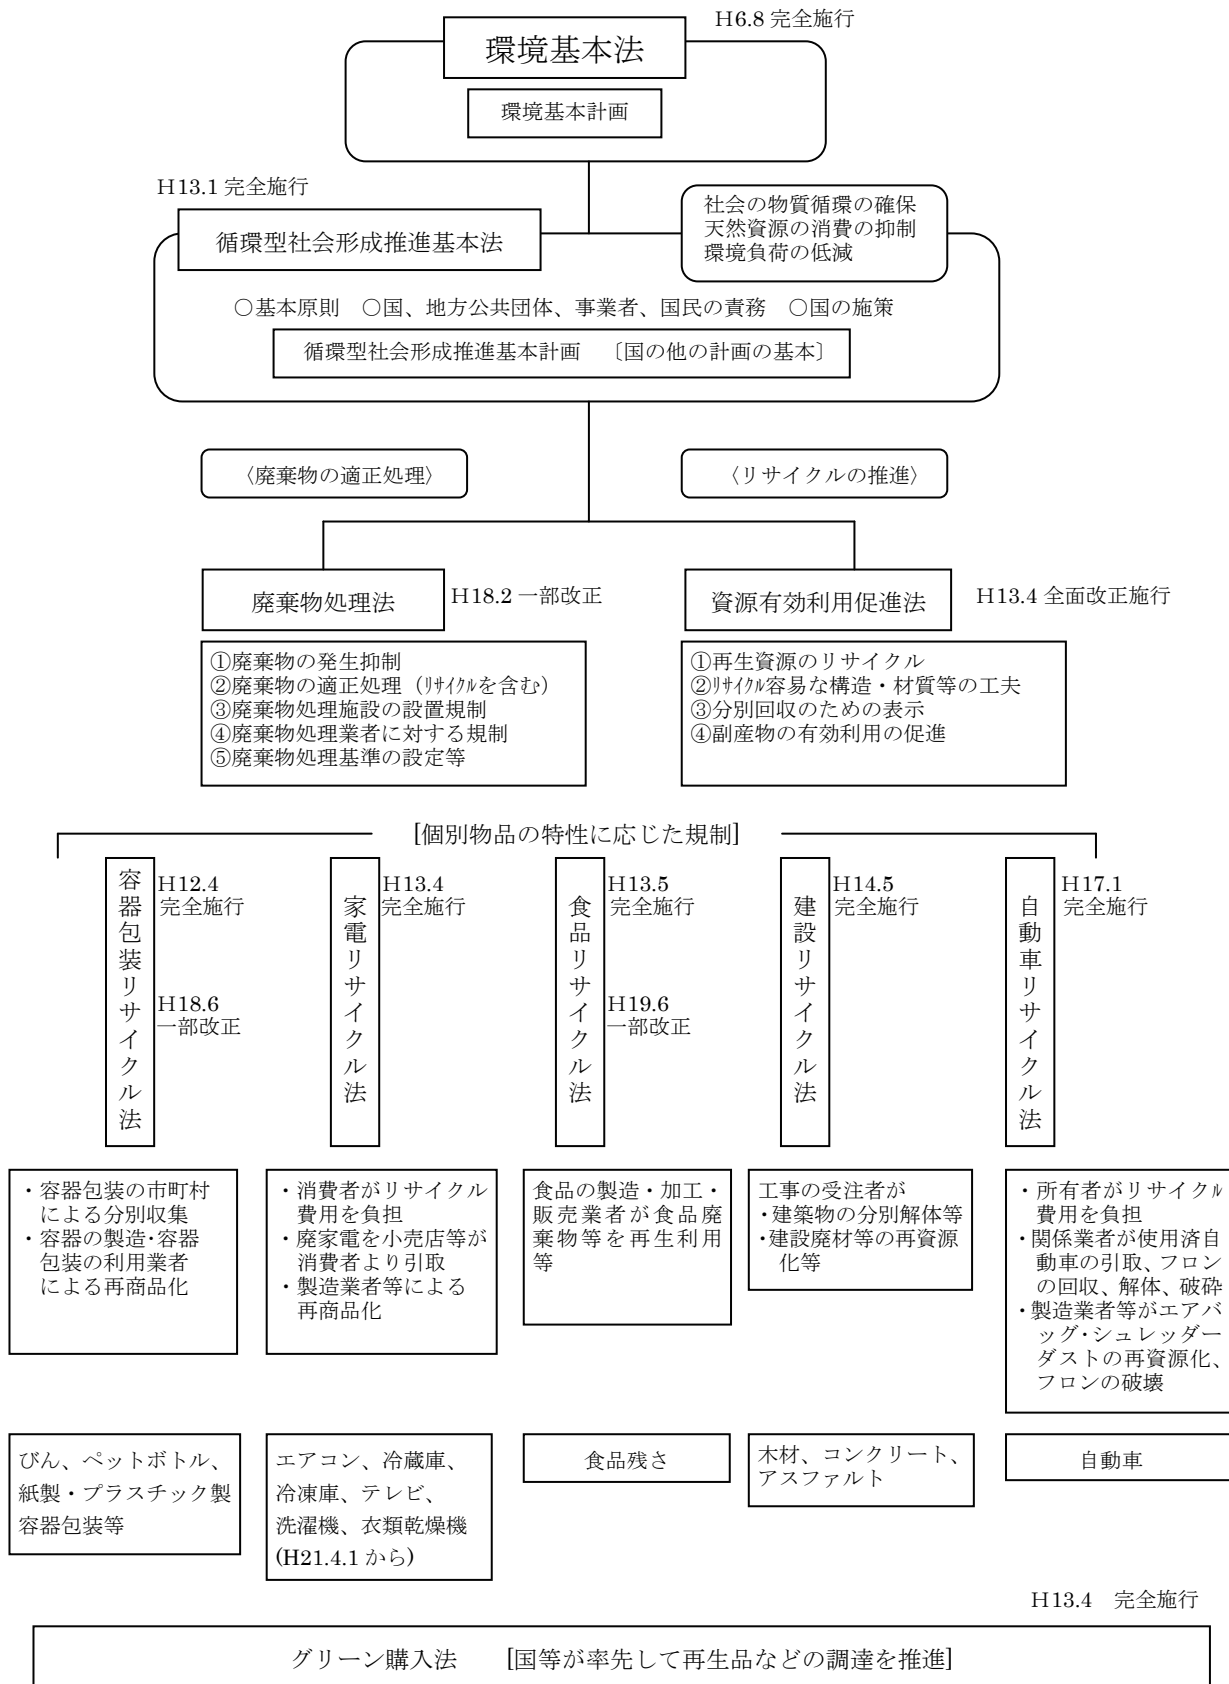 H6.8 完全施行
環境基本法
環境基本計画
H13.1 完全施行
循環型社会形成推進基本法
社会の物質循環の確保
天然資源の消費の抑制
環境負荷の低減
○基本原則　○国、地方公共団体、事業者、国民の責務　○国の施策
循環型社会形成推進基本計画　〔国の他の計画の基本〕
〈廃棄物の適正処理〉
〈リサイクルの推進〉
廃棄物処理法
H18.2 一部改正
資源有効利用促進法
H13.4 全面改正施行
①廃棄物の発生抑制
②廃棄物の適正処理（ﾘｻｲｸﾙを含む）
③廃棄物処理施設の設置規制
④廃棄物処理業者に対する規制
⑤廃棄物処理基準の設定等
①再生資源のリサイクル
②ﾘｻｲｸﾙ容易な構造・材質等の工夫
③分別回収のための表示
④副産物の有効利用の促進
[個別物品の特性に応じた規制]
容器包装リサイクル法
H12.4
完全施行
H18.6
一部改正
家電リサイクル法
H13.4
完全施行
食品リサイクル法
H13.5
完全施行
H19.6
一部改正
建設リサイクル法
H14.5
完全施行
自動車リサイクル法
H17.1
完全施行
・容器包装の市町村
による分別収集
・容器の製造･容器
包装の利用業者
による再商品化
・消費者がリサイクル
費用を負担
・廃家電を小売店等が
消費者より引取
・製造業者等による
再商品化
食品の製造・加工・
販売業者が食品廃
棄物等を再生利用
等
工事の受注者が
・建築物の分別解体等
・建設廃材等の再資源
化等
・所有者がリサイクル
費用を負担
・関係業者が使用済自
動車の引取、フロン
の回収、解体、破砕
・製造業者等がエアバ
ッグ･シュレッダー
ダストの再資源化、
フロンの破壊
びん、ペットボトル、
紙製・プラスチック製
容器包装等
エアコン、冷蔵庫、
冷凍庫、テレビ、
洗濯機、衣類乾燥機
(H21.4.1 から)
食品残さ
木材、コンクリート、
アスファルト
自動車
H13.4　完全施行
グリーン購入法　[国等が率先して再生品などの調達を推進]